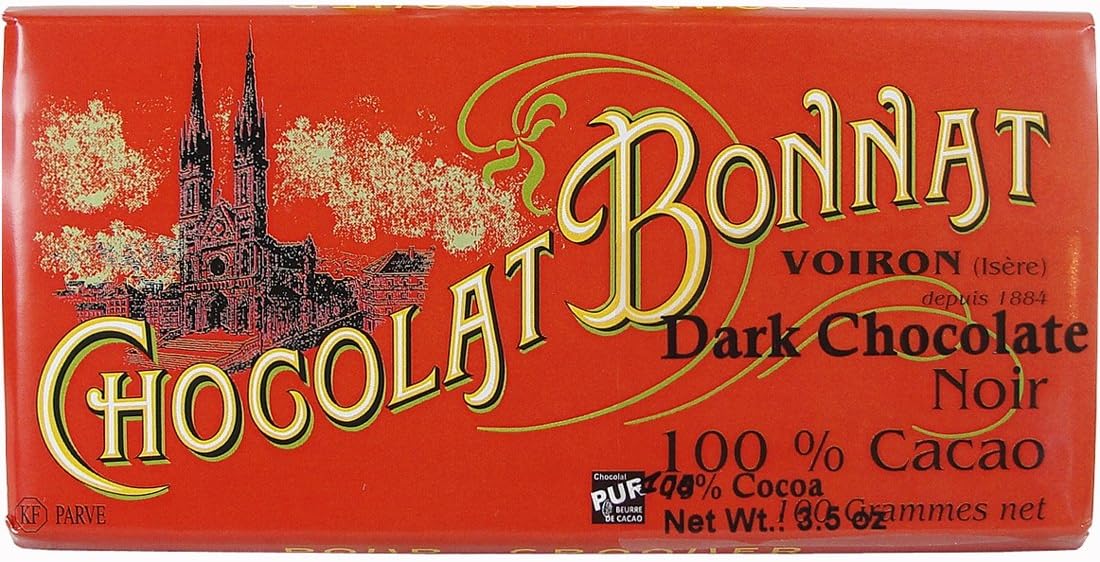 CHOCOLAT BONNAT
VOIRON (Isère)
depuis 1884
Dark Chocolate
Noir
100 % Cacao
Chocolat
PUR
BEURRE
DE CACAO
% Cocoa
100 Grammes net
Net Wt.: 3.5 oz
KF PARVE